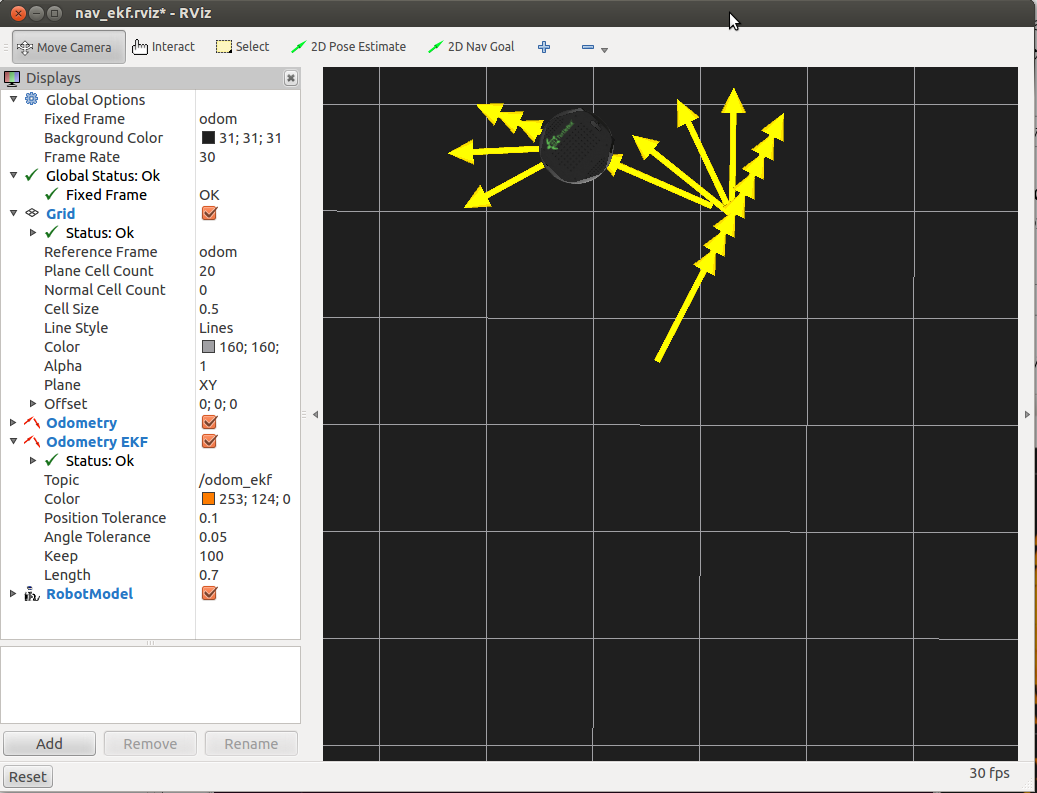 nav_ekf.rviz* - RViz
Move Camera Interact Select 2D Pose Estimate 2D Nav Goal
Displays
Global Options
Fixed Frame odom
Background Color 31; 31; 31
Frame Rate 30
Global Status: Ok
Fixed Frame OK
Grid
Status: Ok
Reference Frame odom
Plane Cell Count 20
Normal Cell Count 0
Cell Size 0.5
Line Style Lines
Color 160; 160;
Alpha 1
Plane XY
Offset 0; 0; 0
Odometry
Odometry EKF
Status: Ok
Topic /odom_ekf
Color 253; 124; 0
Position Tolerance 0.1
Angle Tolerance 0.05
Keep 100
Length 0.7
RobotModel
Add Remove Rename
Reset 30 fps